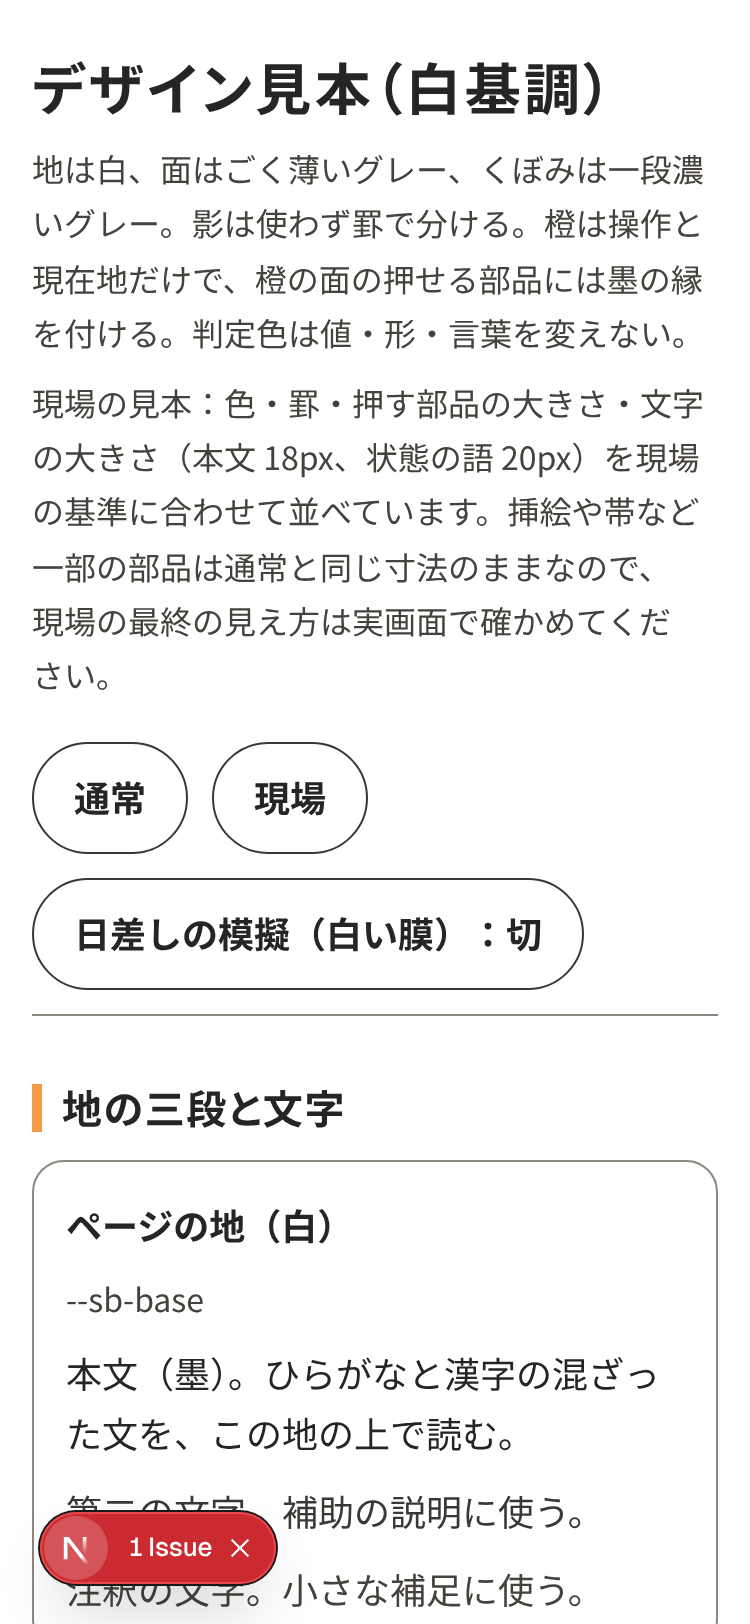 デザイン見本（白基調）
地は白、面はごく薄いグレー、くぼみは一段濃
いグレー。影は使わず罫で分ける。橙は操作と
現在地だけで、橙の面の押せる部品には墨の縁
を付ける。判定色は値・形・言葉を変えない。
現場の見本：色・罫・押す部品の大きさ・文字
の大きさ（本文 18px、状態の語 20px）を現場
の基準に合わせて並べています。挿絵や帯など
一部の部品は通常と同じ寸法のままなので、
現場の最終の見え方は実画面で確かめてくだ
さい。
通常
現場
日差しの模擬（白い膜）：切
地の三段と文字
ページの地（白）
--sb-base
本文（墨）。ひらがなと漢字の混ざっ
た文を、この地の上で読む。
補助の説明に使う。
1 Issue
注釈の文字。小さな補足に使う。